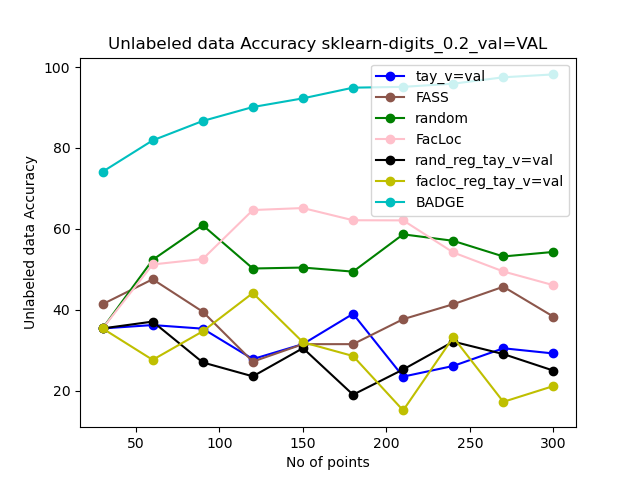 Unlabeled data Accuracy sklearn-digits_0.2_val=VAL
Unlabeled data Accuracy
100
80
60
40
20
tay_v=val
FASS
random
FacLoc
rand_reg_tay_v=val
facloc_reg_tay_v=val
BADGE
50
100
150
200
250
300
No of points